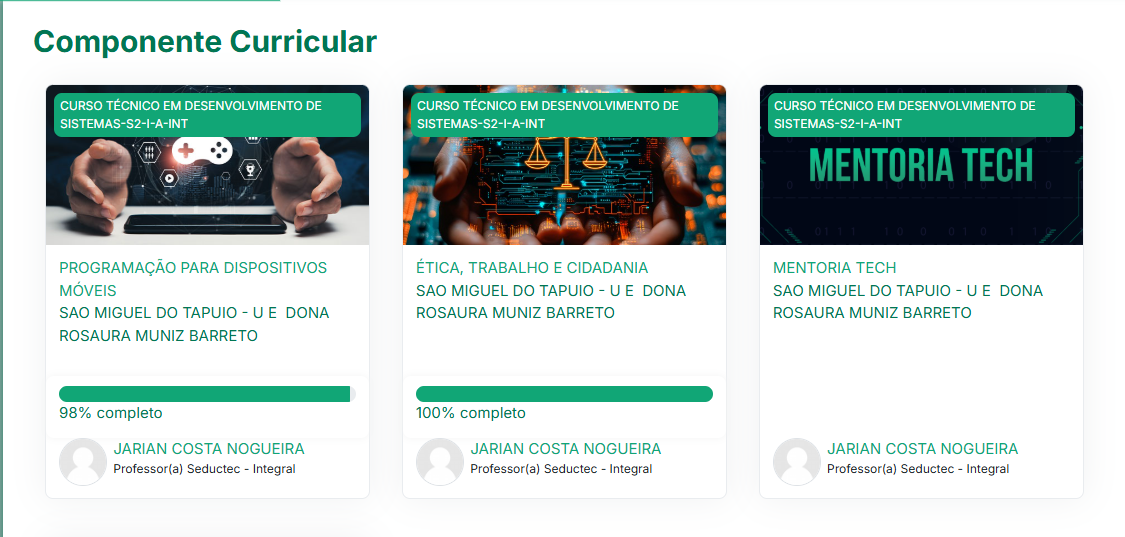 Componente Curricular
CURSO TÉCNICO EM DESENVOLVIMENTO DE
SISTEMAS-S2-I-A-INT
PROGRAMAÇÃO PARA DISPOSITIVOS
MÓVEIS
SAO MIGUEL DO TAPUIO - U E DONA
ROSAURA MUNIZ BARRETO
98% completo
JARIAN COSTA NOGUEIRA
Professor(a) Seductec - Integral
CURSO TÉCNICO EM DESENVOLVIMENTO DE
SISTEMAS-S2-I-A-INT
ÉTICA, TRABALHO E CIDADANIA
SAO MIGUEL DO TAPUIO - U E DONA
ROSAURA MUNIZ BARRETO
100% completo
JARIAN COSTA NOGUEIRA
Professor(a) Seductec - Integral
CURSO TÉCNICO EM DESENVOLVIMENTO DE
SISTEMAS-S2-I-A-INT
MENTORIA TECH
MENTORIA TECH
SAO MIGUEL DO TAPUIO - U E DONA
ROSAURA MUNIZ BARRETO
JARIAN COSTA NOGUEIRA
Professor(a) Seductec - Integral